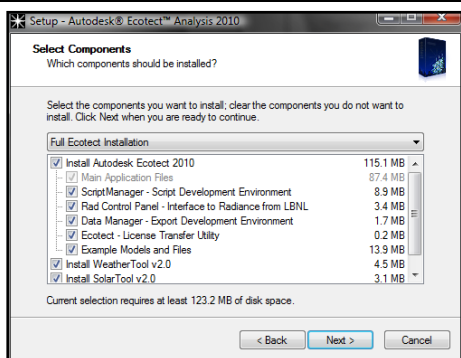 Setup - Autodesk® Ecotect™ Analysis 2010
Select Components
Which components should be installed?
Select the components you want to install; clear the components you do not want to
install. Click Next when you are ready to continue.
Full Ecotect Installation
Install Autodesk Ecotect 2010 115.1 MB
Main Application Files 87.4 MB
ScriptManager - Script Development Environment 8.9 MB
Rad Control Panel - Interface to Radiance from LBNL 3.4 MB
Data Manager - Export Development Environment 1.7 MB
Ecotect - License Transfer Utility 0.2 MB
Example Models and Files 13.9 MB
Install WeatherTool v2.0 4.5 MB
Install SolarTool v2.0 3.1 MB
Current selection requires at least 123.2 MB of disk space.
< Back Next > Cancel